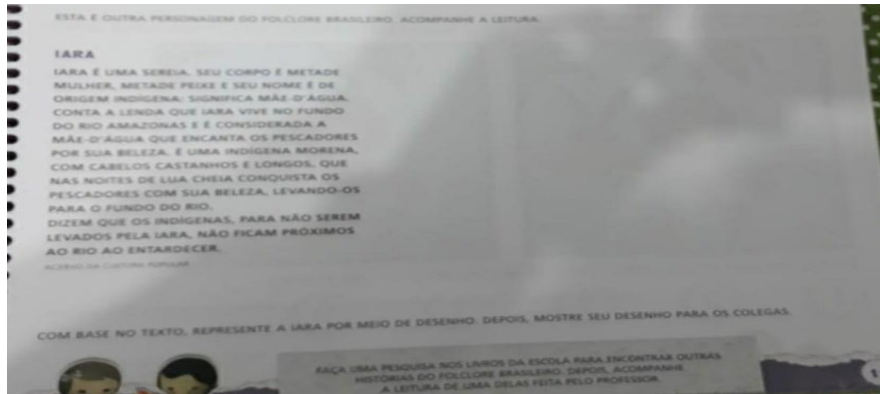 ESTA É OUTRA PERSONAGEM DO FOLCLORE BRASILEIRO. ACOMPANHE A LEITURA.
IARA
IARA É UMA SEREIA. SEU CORPO É METADE
MULHER, METADE PEIXE E SEU NOME É DE
ORIGEM INDÍGENA: SIGNIFICA MÃE-D'ÁGUA.
CONTA A LENDA QUE IARA VIVE NO FUNDO
DO RIO AMAZONAS E É CONSIDERADA A
MÃE-D'ÁGUA QUE ENCANTA OS PESCADORES
POR SUA BELEZA. É UMA INDÍGENA MORENA,
COM CABELOS CASTANHOS E LONGOS, QUE
NAS NOITES DE LUA CHEIA CONQUISTA OS
PESCADORES COM SUA BELEZA, LEVANDO-OS
PARA O FUNDO DO RIO.
DIZEM QUE OS INDÍGENAS, PARA NÃO SEREM
LEVADOS PELA IARA, NÃO FICAM PRÓXIMOS
AO RIO AO ENTARDECER.
ACERVO DA CULTURA POPULAR
COM BASE NO TEXTO, REPRESENTE A IARA POR MEIO DE DESENHO. DEPOIS, MOSTRE SEU DESENHO PARA OS COLEGAS.
FAÇA UMA PESQUISA NOS LIVROS DA ESCOLA PARA ENCONTRAR OUTRAS
HISTÓRIAS DO FOLCLORE BRASILEIRO. DEPOIS, ACOMPANHE
A LEITURA DE UMA DELAS FEITA PELO PROFESSOR.